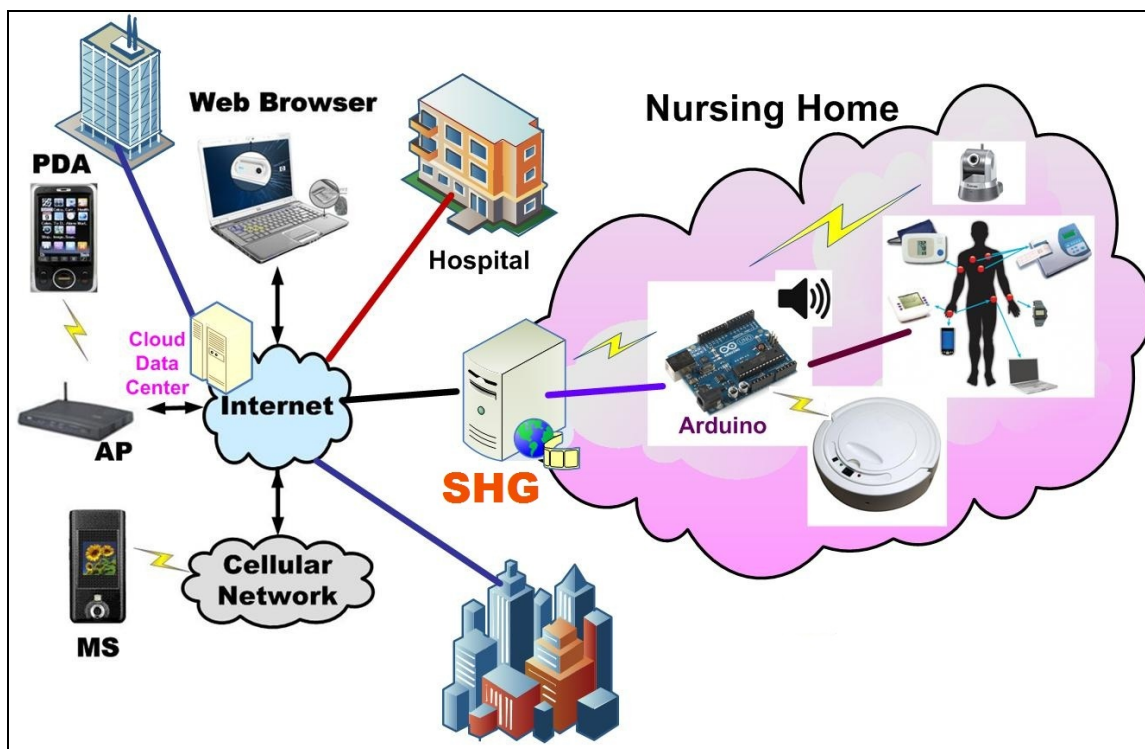 Web Browser
PDA
Nursing Home
Hospital
Cloud
Data
Center
Internet
AP
SHG
Arduino
Cellular
Network
MS